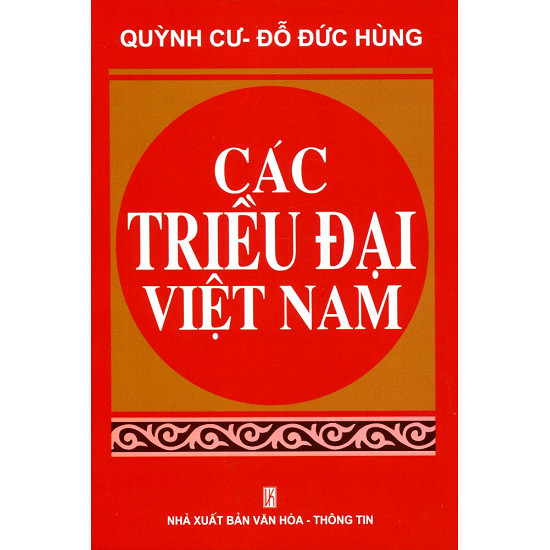 QUỲNH CƯ- ĐỖ ĐỨC HÙNG
CÁC
TRIỀU ĐẠI
VIỆT NAM
NHÀ XUẤT BẢN VĂN HÓA - THÔNG TIN